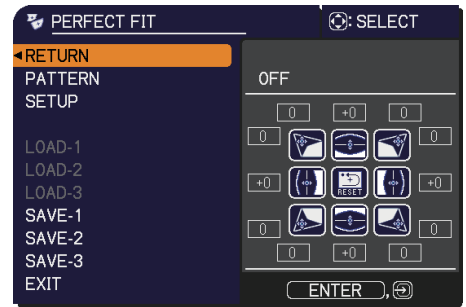 PERFECT FIT
: SELECT
RETURN
PATTERN
SETUP
LOAD-1
LOAD-2
LOAD-3
SAVE-1
SAVE-2
SAVE-3
EXIT
OFF
0 +0 0
0 0
+0 RESET +0
0 0
0 +0 0
ENTER ,